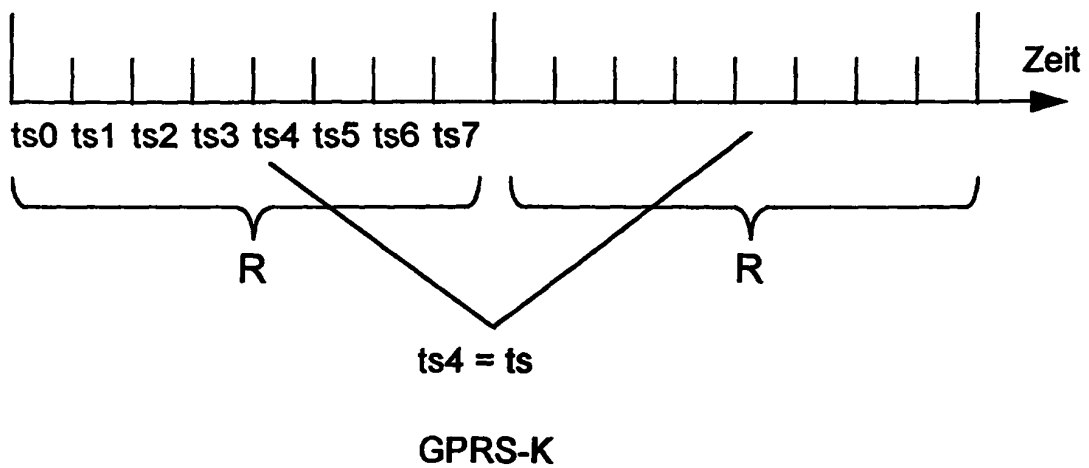 Zeit
ts0 ts1 ts2 ts3 ts4 ts5 ts6 ts7
R R
ts4 = ts
GPRS-K